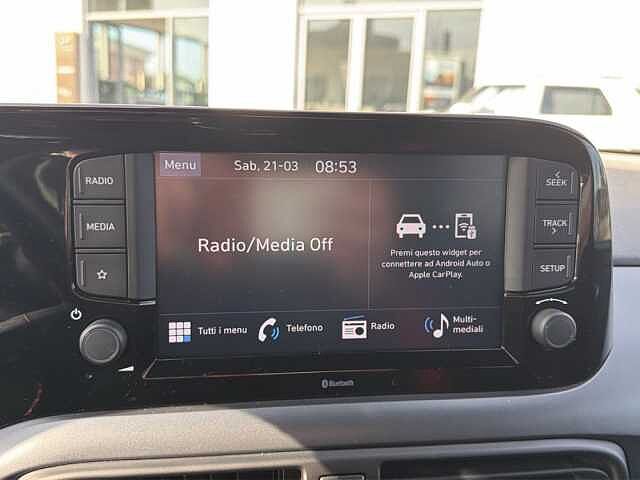 Menu
Sab, 21-03
08:53
RADIO
MEDIA
Radio/Media Off
Premi questo widget per
connettere ad Android Auto o
Apple CarPlay.
SEEK
TRACK
SETUP
Tutti i menu
Telefono
Radio
Multi-
mediali
Bluetooth